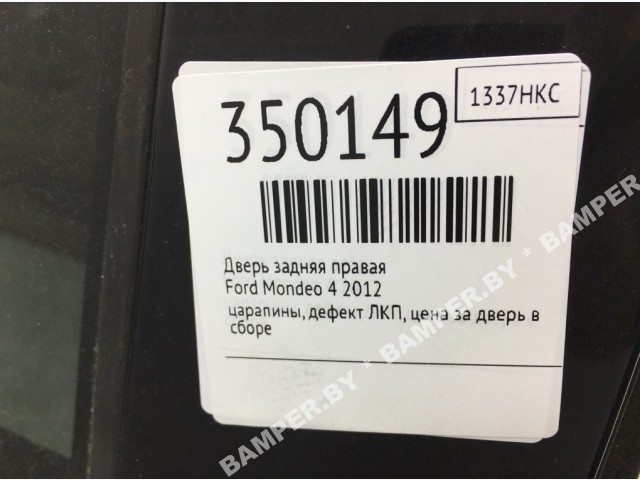 1337НКС
350149
Дверь задняя правая
Ford Mondeo 4 2012
царапины, дефект ЛКП, цена за дверь в
сборе
BAMPER.BY * BAMPER.BY * BAMPER.BY